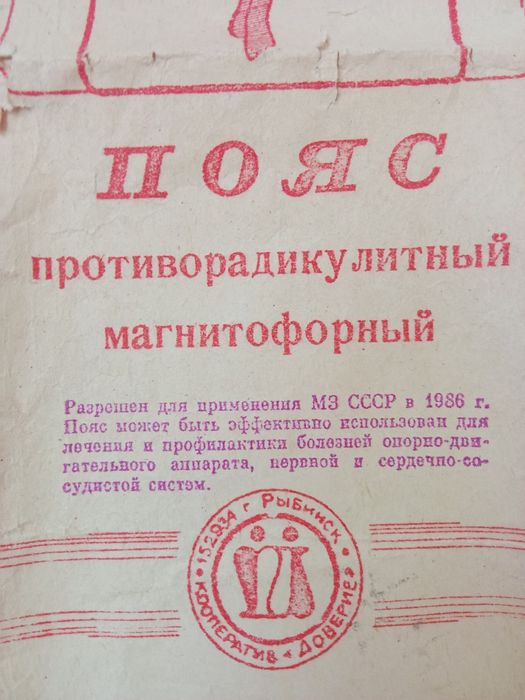 ПОЯС
противорадикулитный
магнитофорный
Разрешен для применения МЗ СССР в 1986 г.
Пояс может быть эффективно использован для
лечения и профилактики болезней опорно-дви-
гательного аппарата, нервной и сердечно-со-
судистой систем.
• 152934 г РЫБИНСК •
КООПЕРАТИВ «ДОВЕРИЕ»